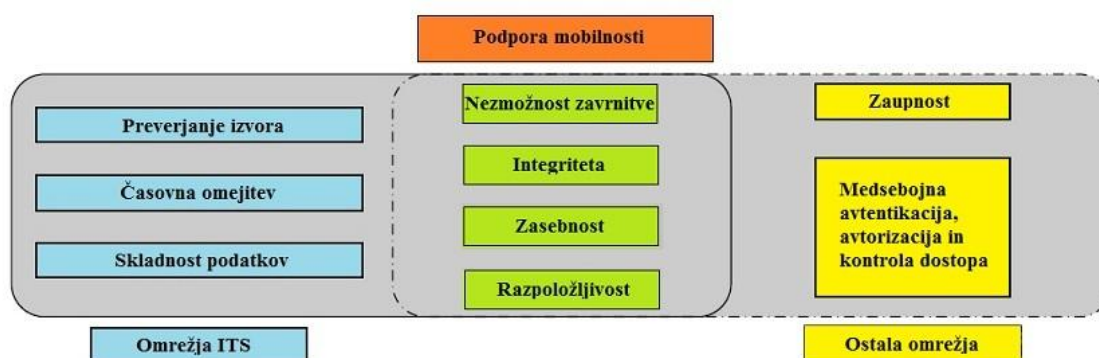 Podpora mobilnosti
Preverjanje izvora
Časovna omejitev
Skladnost podatkov
Nezmožnost zavrnitve
Integriteta
Zasebnost
Razpoložljivost
Zaupnost
Medsebojna
avtentikacija,
avtorizacija in
kontrola dostopa
Omrežja ITS
Ostala omrežja